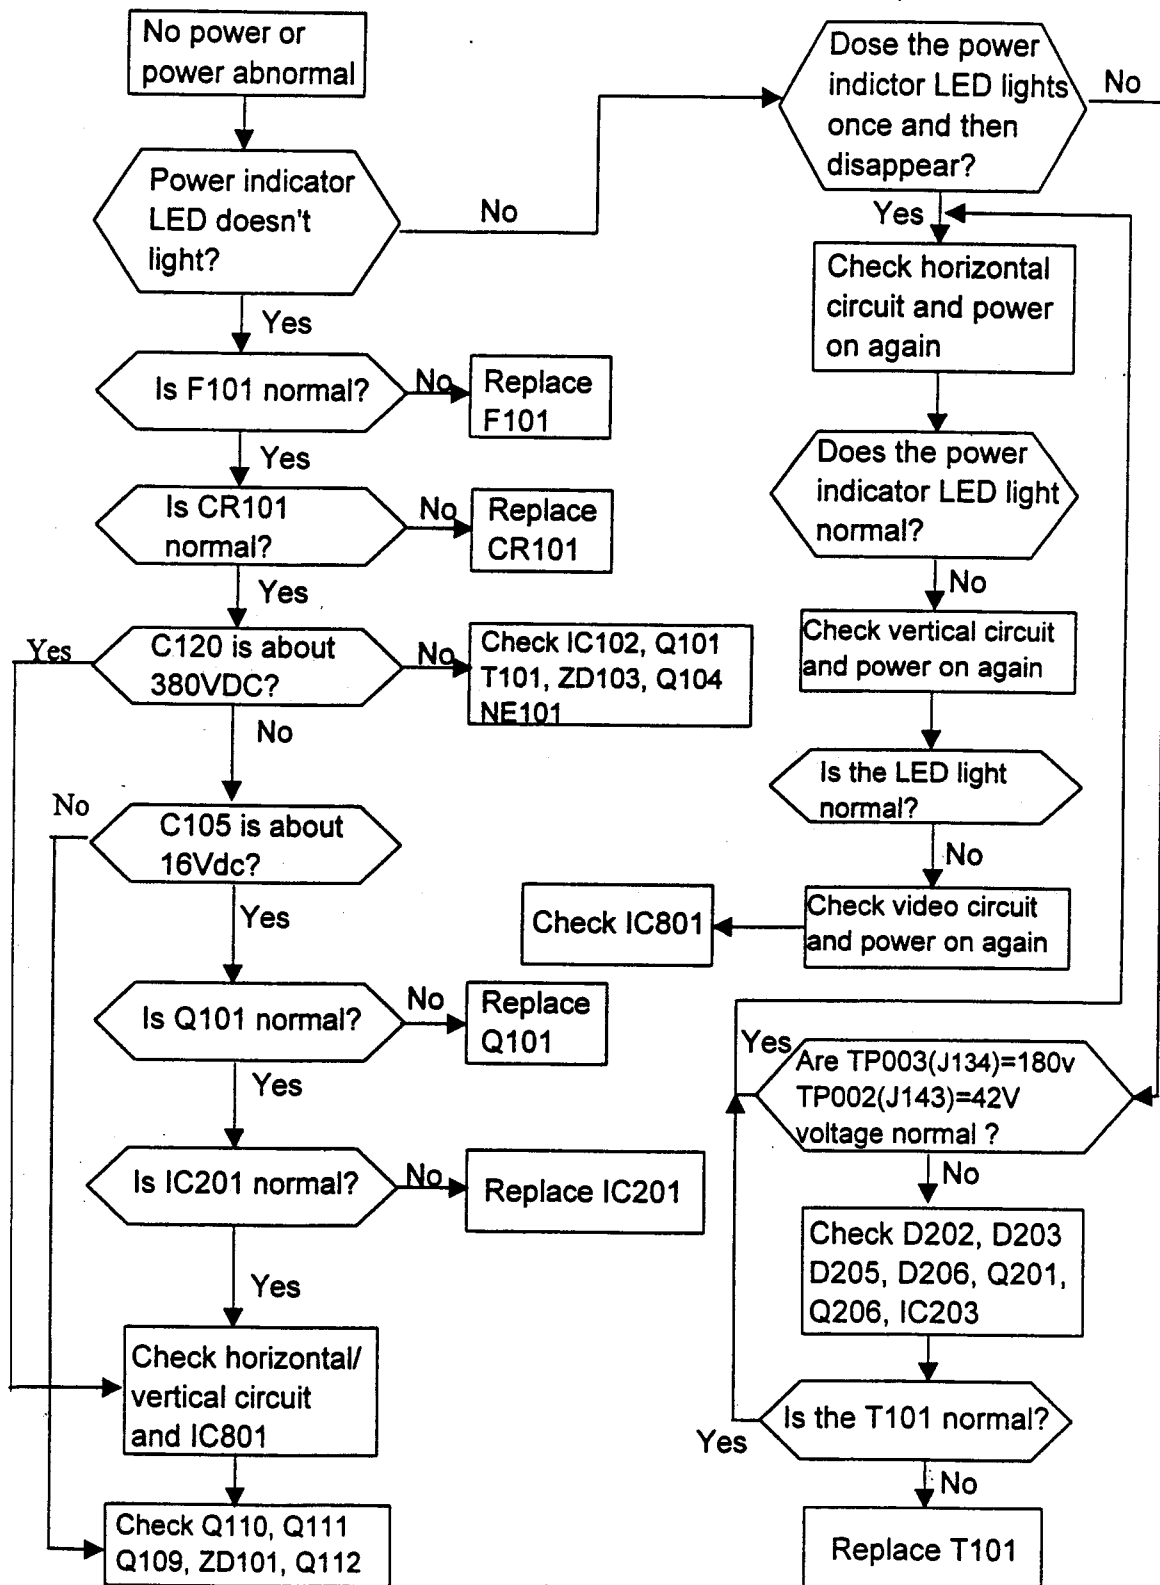 No power or
power abnormal
Power indicator
LED doesn't
light?
No
Yes
Is F101 normal?
No
Replace
F101
Yes
Is CR101
normal?
No
Replace
CR101
Yes
Yes
C120 is about
380VDC?
No
Check IC102, Q101
T101, ZD103, Q104
NE101
No
No
C105 is about
16Vdc?
Yes
Is Q101 normal?
No
Replace
Q101
Yes
Is IC201 normal?
No
Replace IC201
Yes
Check horizontal/
vertical circuit
and IC801
Check Q110, Q111
Q109, ZD101, Q112
Dose the power
indictor LED lights
once and then
disappear?
No
Yes
Check horizontal
circuit and power
on again
Does the power
indicator LED light
normal?
No
Check vertical circuit
and power on again
Is the LED light
normal?
No
Check video circuit
and power on again
Check IC801
Yes
Are TP003(J134)=180v
TP002(J143)=42V
voltage normal ?
No
Check D202, D203
D205, D206, Q201,
Q206, IC203
Is the T101 normal?
Yes
No
Replace T101